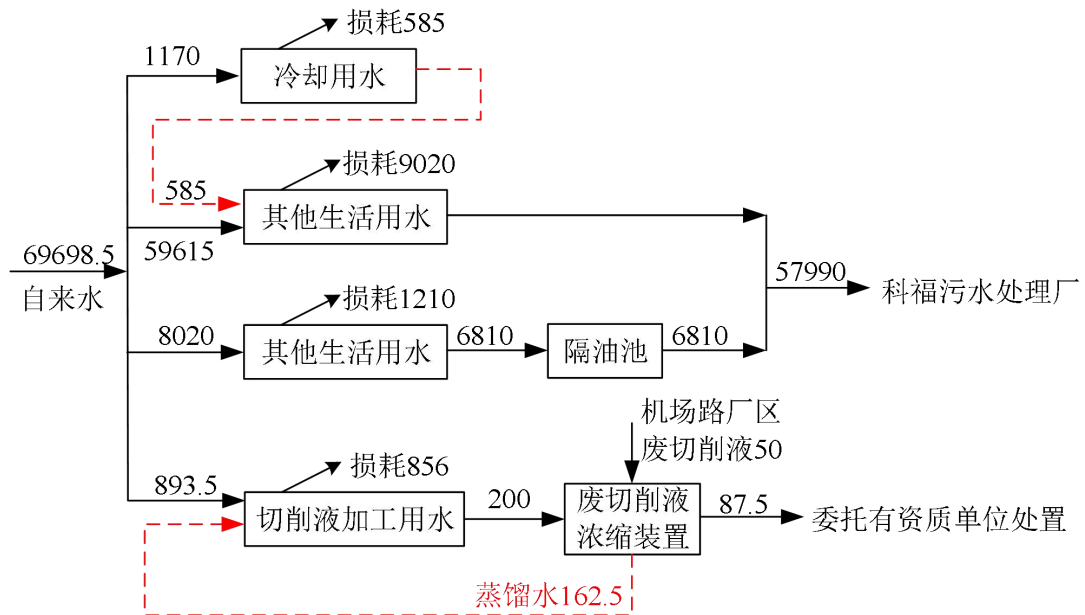 损耗585
1170
冷却用水
损耗9020
585
其他生活用水
59615
69698.5
自来水
57990
科福污水处理厂
损耗1210
8020
其他生活用水
6810
隔油池
6810
机场路厂区
废切削液50
损耗856
893.5
切削液加工用水
200
废切削液
浓缩装置
87.5
委托有资质单位处置
蒸馏水162.5